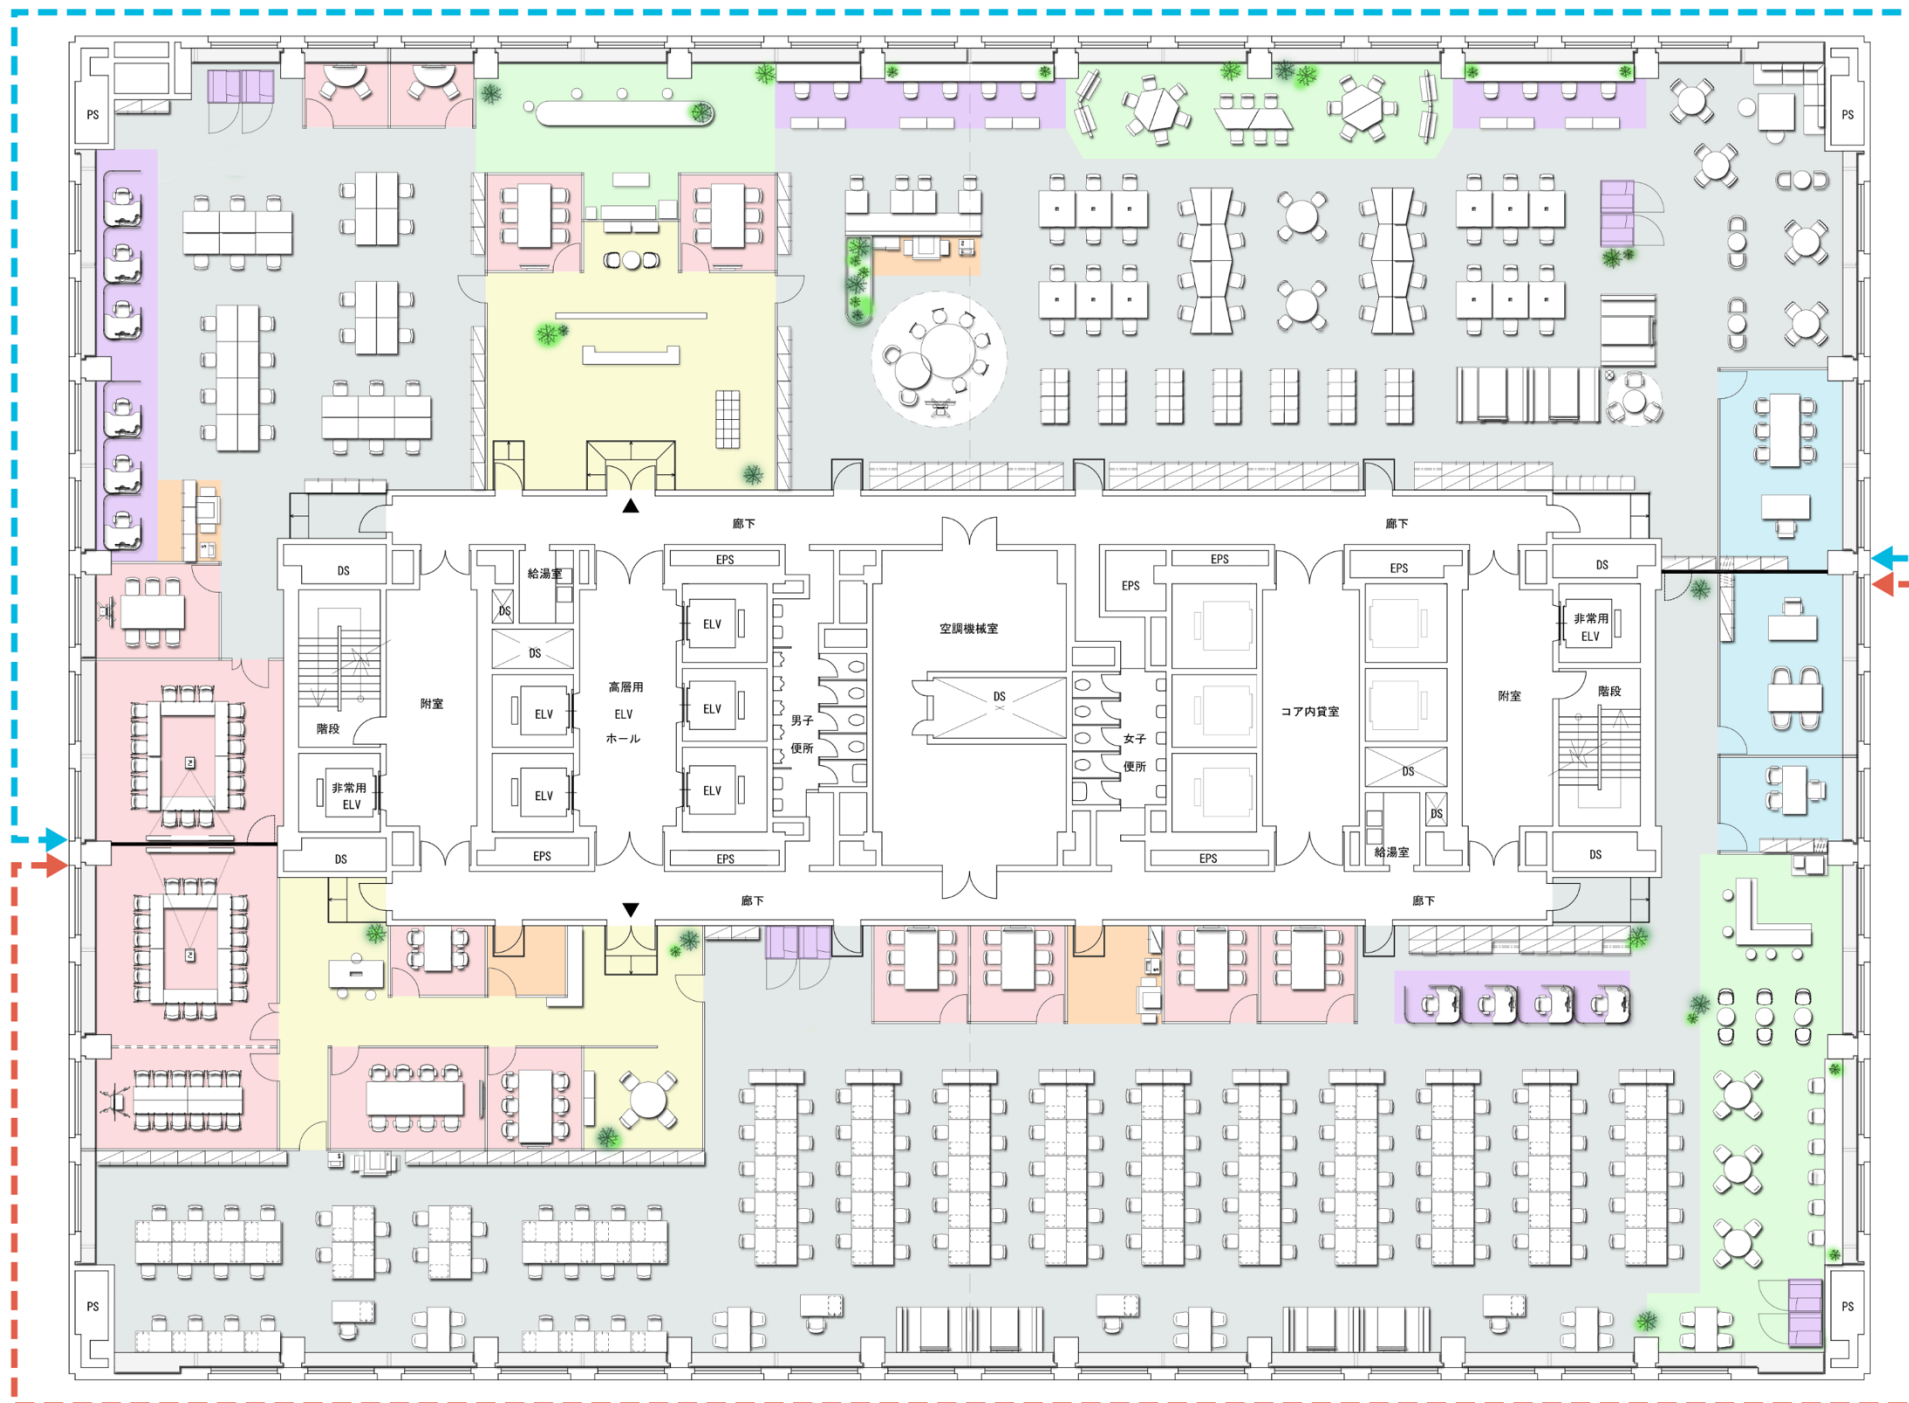 PS
PS
廊下
廊下
DS
給湯室
EPS
EPS
EPS
EPS
DS
DS
ELV
空調機械室
非常用
ELV
DS
高層用
ELV
ホール
ELV
ELV
DS
附室
階段
男子
便所
女子
便所
コア内貸室
附室
階段
非常用
ELV
ELV
ELV
DS
DS
DS
EPS
EPS
EPS
給湯室
DS
廊下
廊下
PS
PS